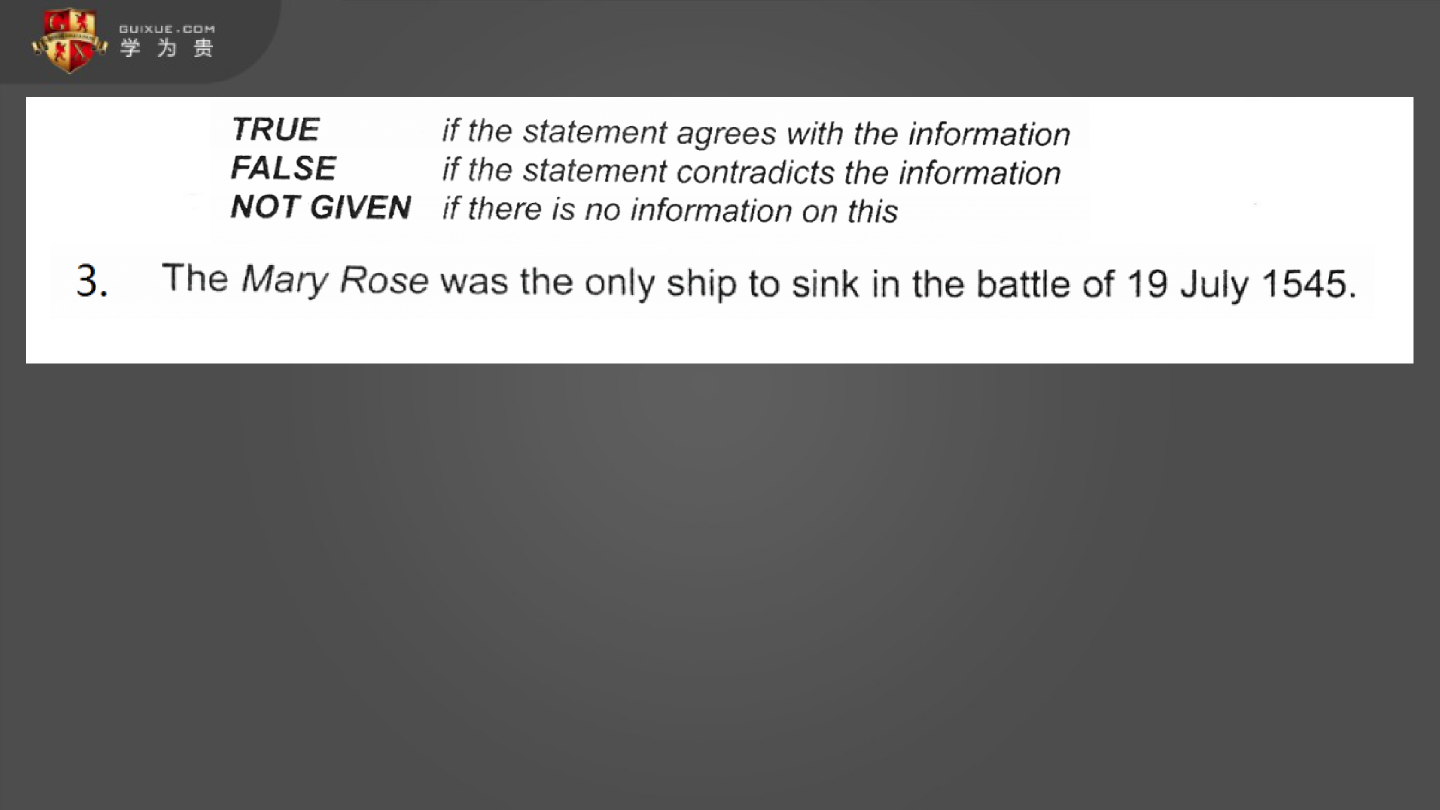 GUIXUE.COM
学为贵
TRUE if the statement agrees with the information
FALSE if the statement contradicts the information
NOT GIVEN if there is no information on this
3. The Mary Rose was the only ship to sink in the battle of 19 July 1545.